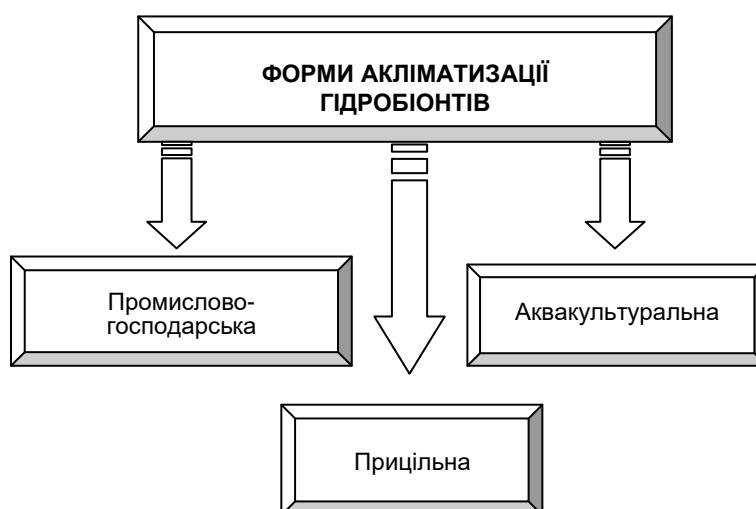 ФОРМИ АКЛІМАТИЗАЦІЇ
ГІДРОБІОНТІВ
Промислово-
господарська
Аквакультуральна
Прицільна